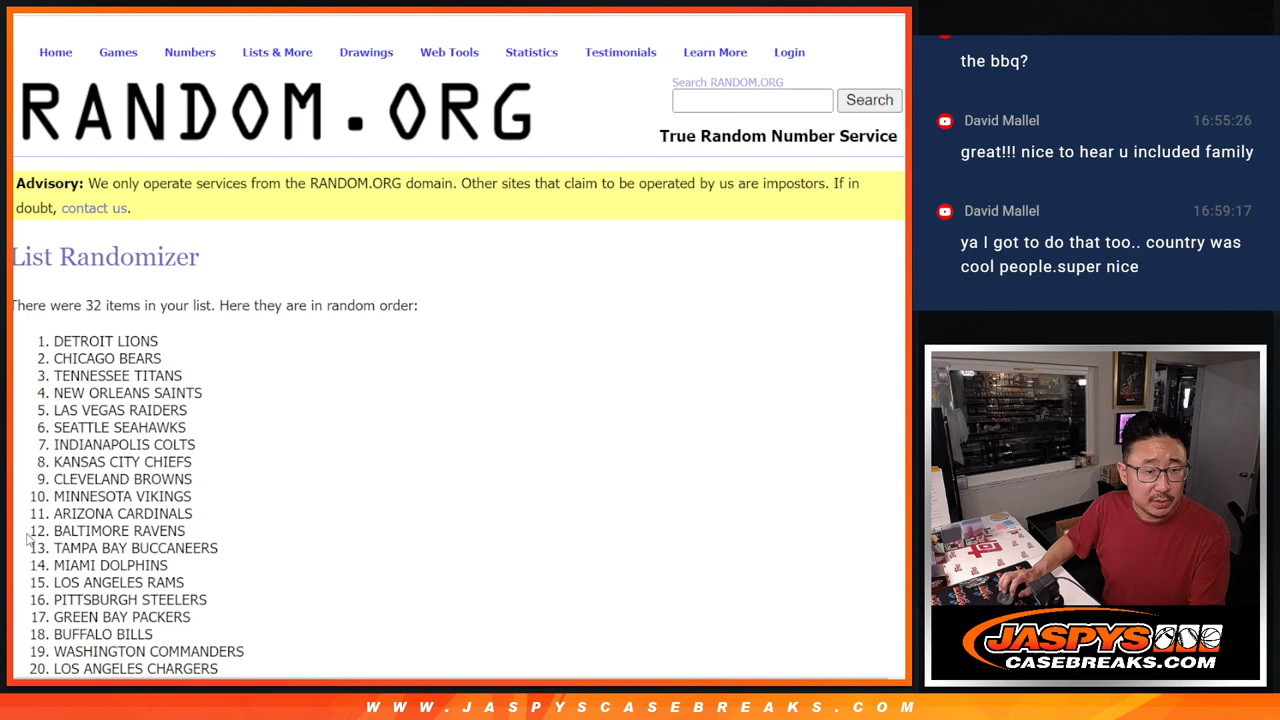 Home Games Numbers Lists & More Drawings Web Tools Statistics Testimonials Learn More Login
RANDOM.ORG
Search RANDOM.ORG
Search
True Random Number Service
Advisory: We only operate services from the RANDOM.ORG domain. Other sites that claim to be operated by us are impostors. If in
doubt, contact us.
List Randomizer
There were 32 items in your list. Here they are in random order:
1. DETROIT LIONS
2. CHICAGO BEARS
3. TENNESSEE TITANS
4. NEW ORLEANS SAINTS
5. LAS VEGAS RAIDERS
6. SEATTLE SEAHAWKS
7. INDIANAPOLIS COLTS
8. KANSAS CITY CHIEFS
9. CLEVELAND BROWNS
10. MINNESOTA VIKINGS
11. ARIZONA CARDINALS
12. BALTIMORE RAVENS
13. TAMPA BAY BUCCANEERS
14. MIAMI DOLPHINS
15. LOS ANGELES RAMS
16. PITTSBURGH STEELERS
17. GREEN BAY PACKERS
18. BUFFALO BILLS
19. WASHINGTON COMMANDERS
20. LOS ANGELES CHARGERS
the bbq?
David Mallel 16:55:26
great!!! nice to hear u included family
David Mallel 16:59:17
ya I got to do that too.. country was
cool people.super nice
JASPYS
CASEBREAKS.COM
WWW.JASPYSCASEBREAKS.COM